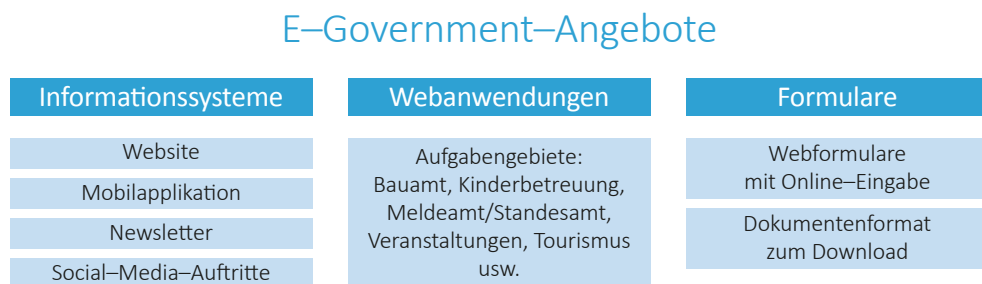 E–Government–Angebote
Informationssysteme
Website
Mobilapplikation
Newsletter
Social–Media–Auftritte
Webanwendungen
Aufgabengebiete:
Bauamt, Kinderbetreuung,
Meldeamt/Standesamt,
Veranstaltungen, Tourismus
usw.
Formulare
Webformulare
mit Online–Eingabe
Dokumentenformat
zum Download